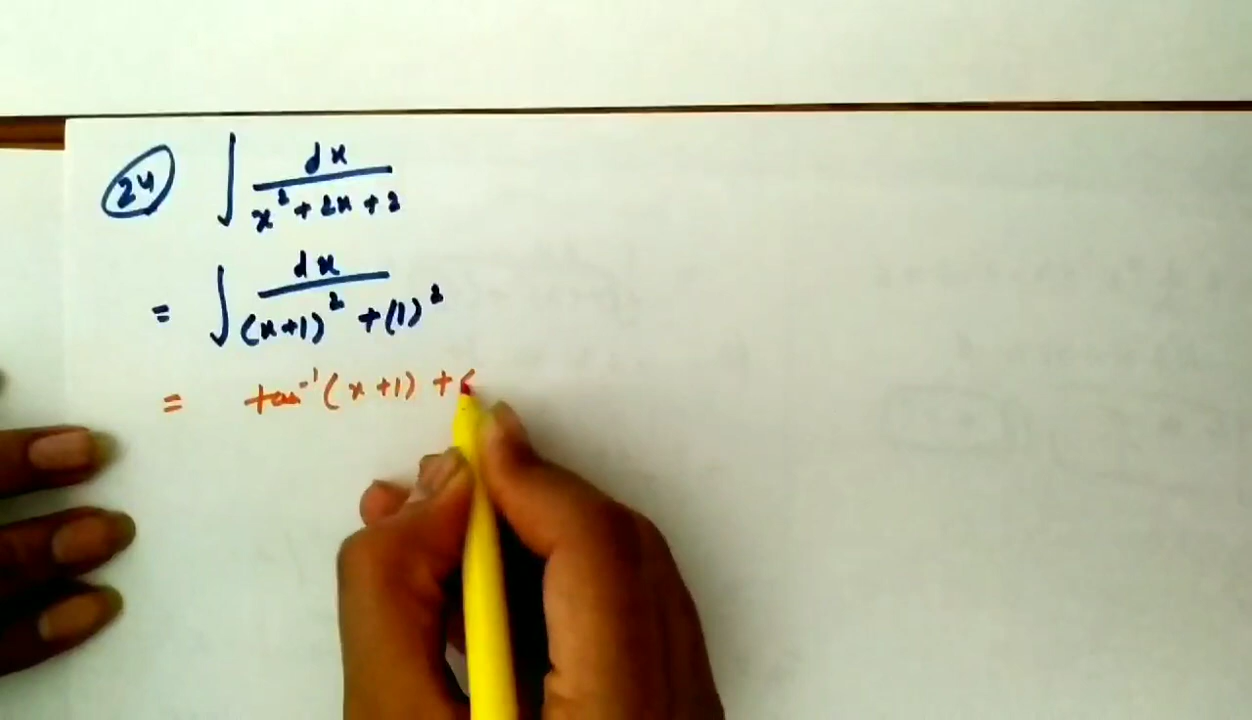 24 ∫ dx / x² + 2x + 2
= ∫ dx / (x+1)² + (1)²
= tan⁻¹(x+1) + c